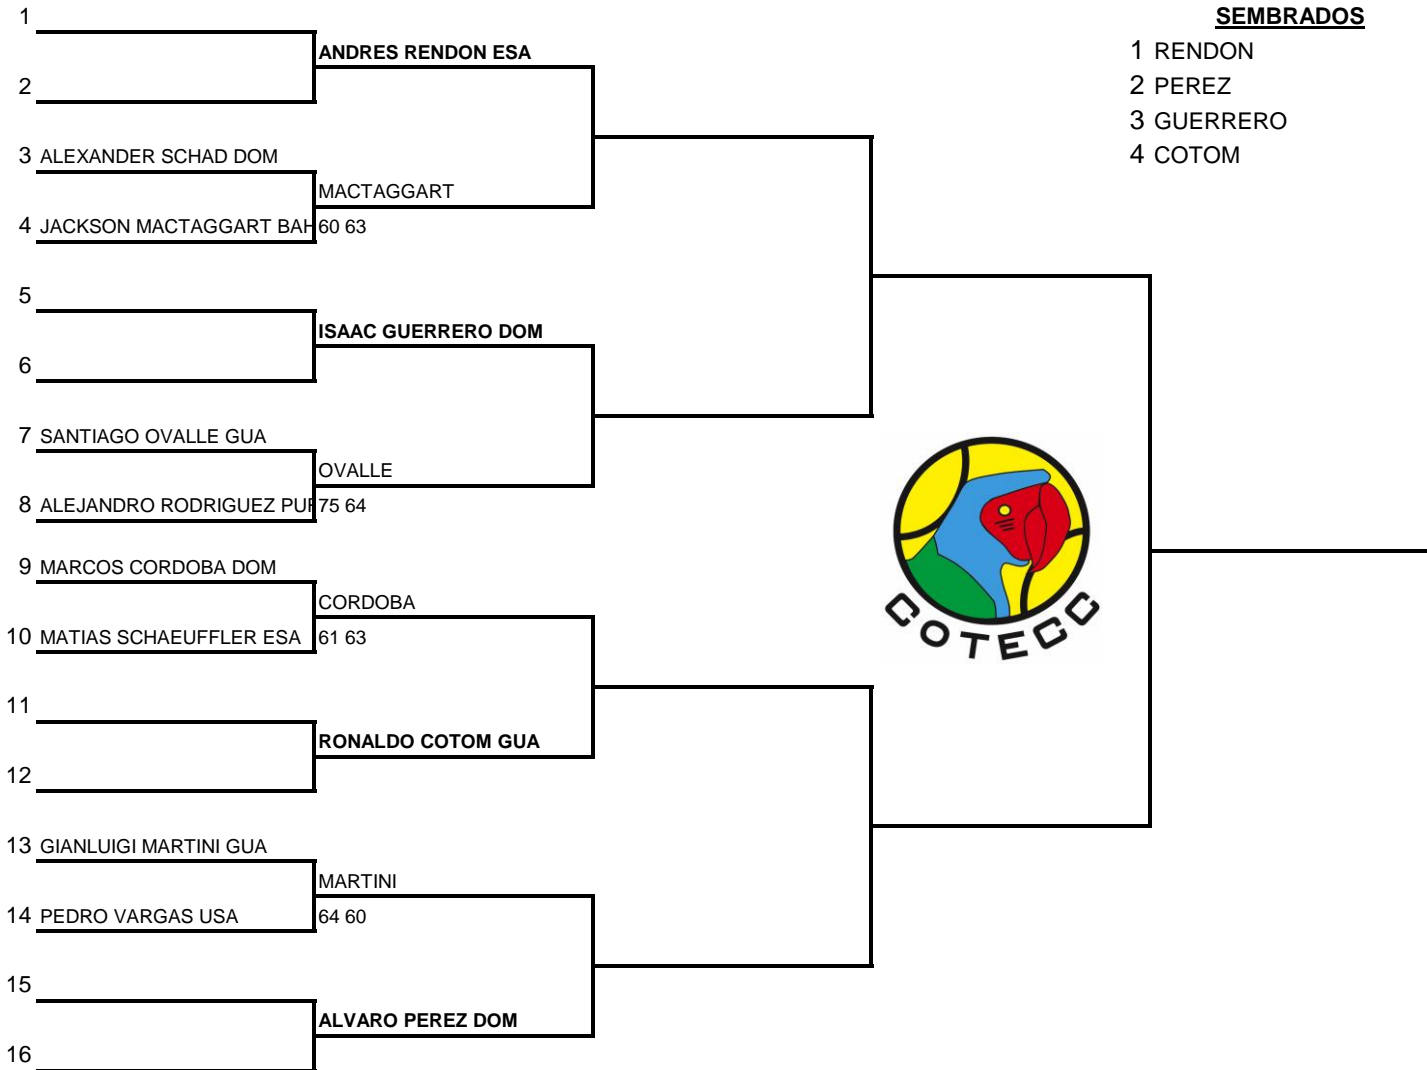 SEMBRADOS
1 RENDON
2 PEREZ
3 GUERRERO
4 COTOM
1
ANDRES RENDON ESA
2
3 ALEXANDER SCHAD DOM
MACTAGGART
4 JACKSON MACTAGGART BAH
60 63
5
ISAAC GUERRERO DOM
6
7 SANTIAGO OVALLE GUA
OVALLE
8 ALEJANDRO RODRIGUEZ PUR
75 64
9 MARCOS CORDOBA DOM
CORDOBA
10 MATIAS SCHAEUFFLER ESA
61 63
11
RONALDO COTOM GUA
12
13 GIANLUIGI MARTINI GUA
MARTINI
14 PEDRO VARGAS USA
64 60
15
ALVARO PEREZ DOM
16
COTECC